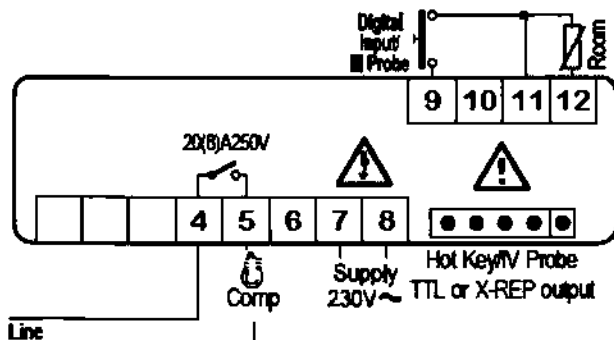 Digital
Input/
Probe
Room
9 10 11 12
20(8)A250V
4 5 6 7 8
Comp
Supply
230V~
Hot Key/IV Probe
TTL or X-REP output
Line